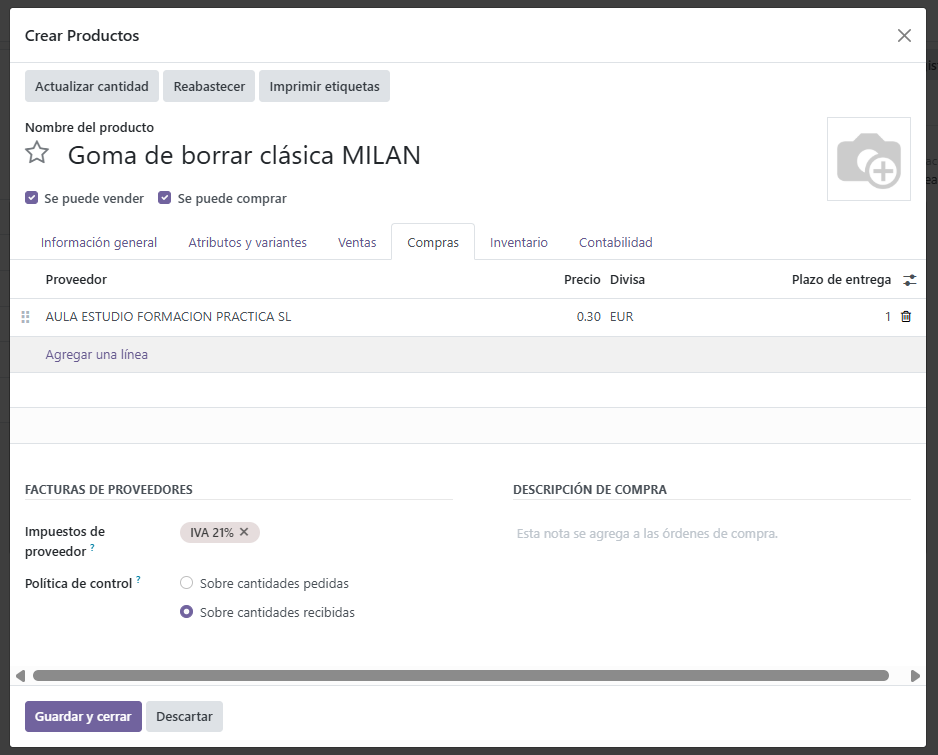 Crear Productos
Actualizar cantidad Reabastecer Imprimir etiquetas
Nombre del producto
Goma de borrar clásica MILAN
Se puede vender Se puede comprar
Información general Atributos y variantes Ventas Compras Inventario Contabilidad
Proveedor Precio Divisa Plazo de entrega
AULA ESTUDIO FORMACION PRACTICA SL 0.30 EUR 1
Agregar una línea
FACTURAS DE PROVEEDORES DESCRIPCIÓN DE COMPRA
Impuestos de proveedor ? IVA 21% Esta nota se agrega a las órdenes de compra.
Política de control ? Sobre cantidades pedidas
Sobre cantidades recibidas
Guardar y cerrar Descartar